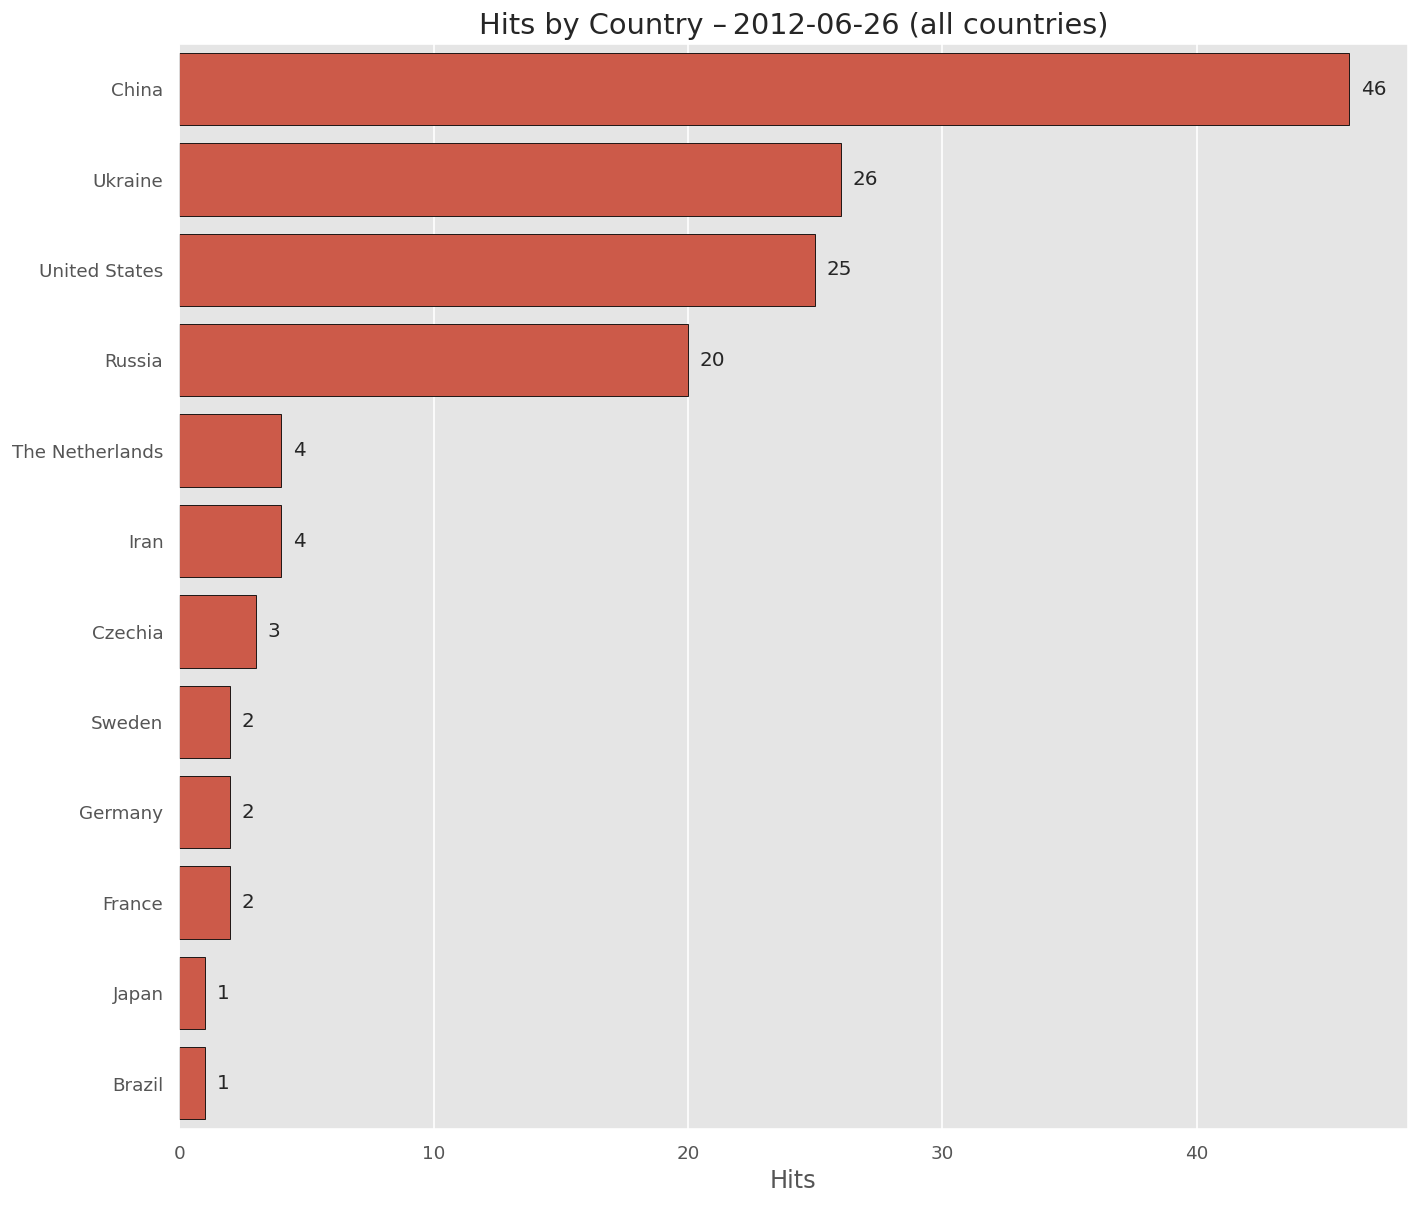 Hits by Country – 2012-06-26 (all countries)
China 46
Ukraine 26
United States 25
Russia 20
The Netherlands 4
Iran 4
Czechia 3
Sweden 2
Germany 2
France 2
Japan 1
Brazil 1
0 10 20 30 40
Hits